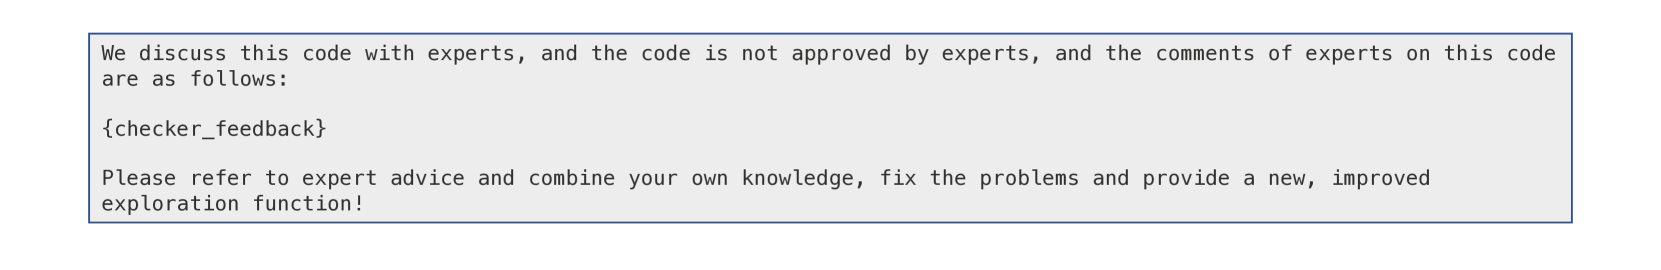 We discuss this code with experts, and the code is not approved by experts, and the comments of experts on this code
are as follows:
{checker_feedback}
Please refer to expert advice and combine your own knowledge, fix the problems and provide a new, improved
exploration function!